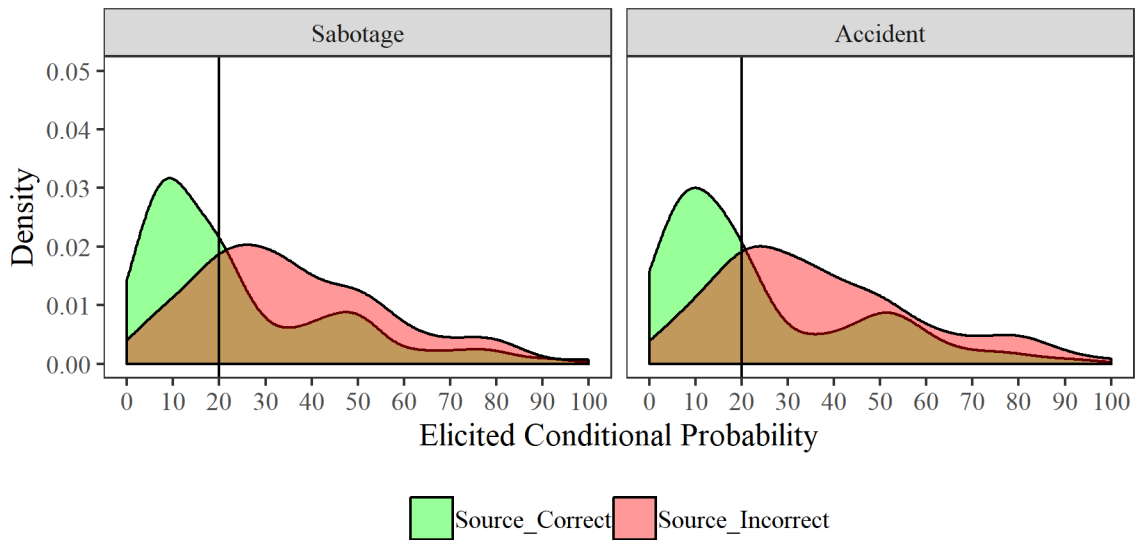 Sabotage Accident
0.05
0.04
0.03
0.02
0.01
0.00
Density
0 10 20 30 40 50 60 70 80 90 100 0 10 20 30 40 50 60 70 80 90 100
Elicited Conditional Probability
Source_Correct Source_Incorrect